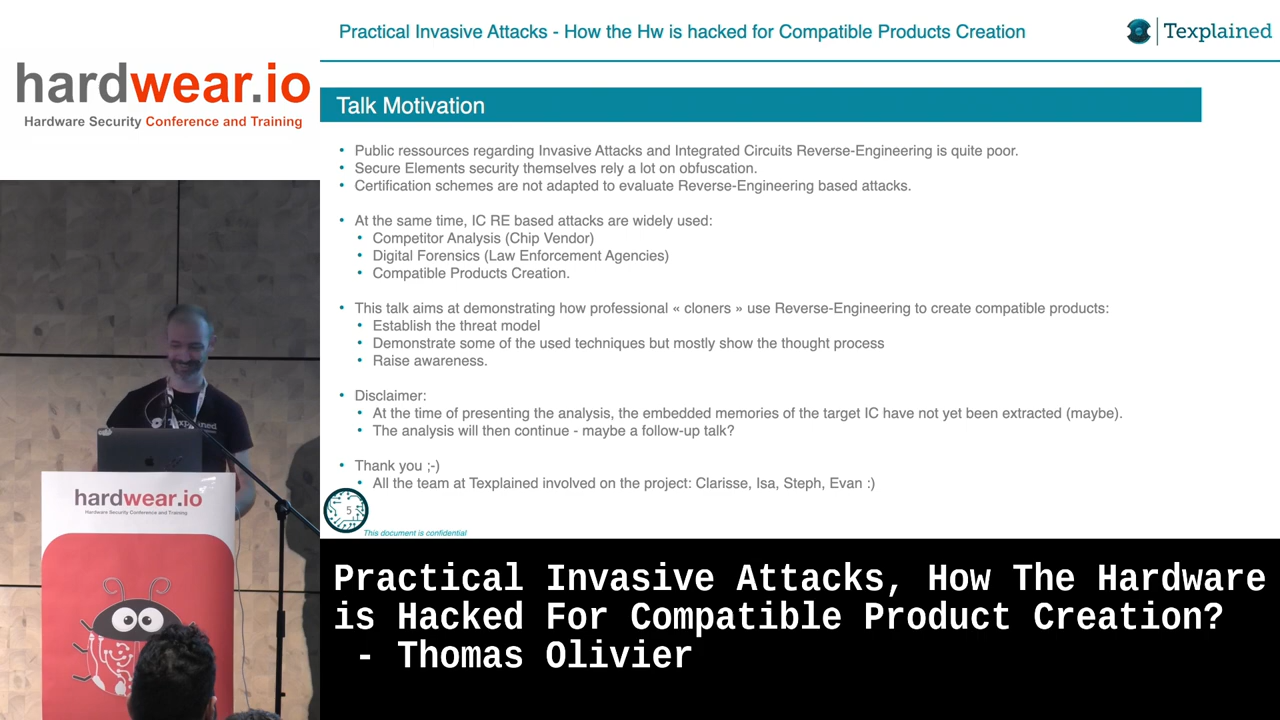 Practical Invasive Attacks - How the Hw is hacked for Compatible Products Creation
Texplained
hardwear.io
Hardware Security Conference and Training
Talk Motivation
• Public ressources regarding Invasive Attacks and Integrated Circuits Reverse-Engineering is quite poor.
• Secure Elements security themselves rely a lot on obfuscation.
• Certification schemes are not adapted to evaluate Reverse-Engineering based attacks.
• At the same time, IC RE based attacks are widely used:
• Competitor Analysis (Chip Vendor)
• Digital Forensics (Law Enforcement Agencies)
• Compatible Products Creation.
• This talk aims at demonstrating how professional « cloners » use Reverse-Engineering to create compatible products:
• Establish the threat model
• Demonstrate some of the used techniques but mostly show the thought process
• Raise awareness.
• Disclaimer:
• At the time of presenting the analysis, the embedded memories of the target IC have not yet been extracted (maybe).
• The analysis will then continue - maybe a follow-up talk?
• Thank you ;-)
• All the team at Texplained involved on the project: Clarisse, Isa, Steph, Evan :)
5
This document is confidential
Texplained
hardwear.io
Hardware Security Conference and Training
Practical Invasive Attacks, How The Hardware
is Hacked For Compatible Product Creation?
- Thomas Olivier